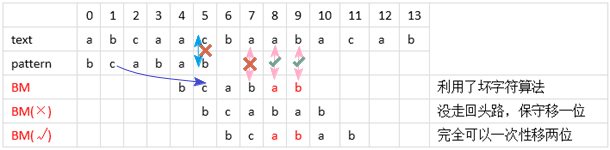 0 1 2 3 4 5 6 7 8 9 10 11 12 13
text a b c a a c b a a b a c a b
pattern b c a b a b
BM b c a b a b 利用了坏字符算法
BM(×) b c a b a b 没走回头路，保守移一位
BM(√) b c a b a b 完全可以一次性移两位